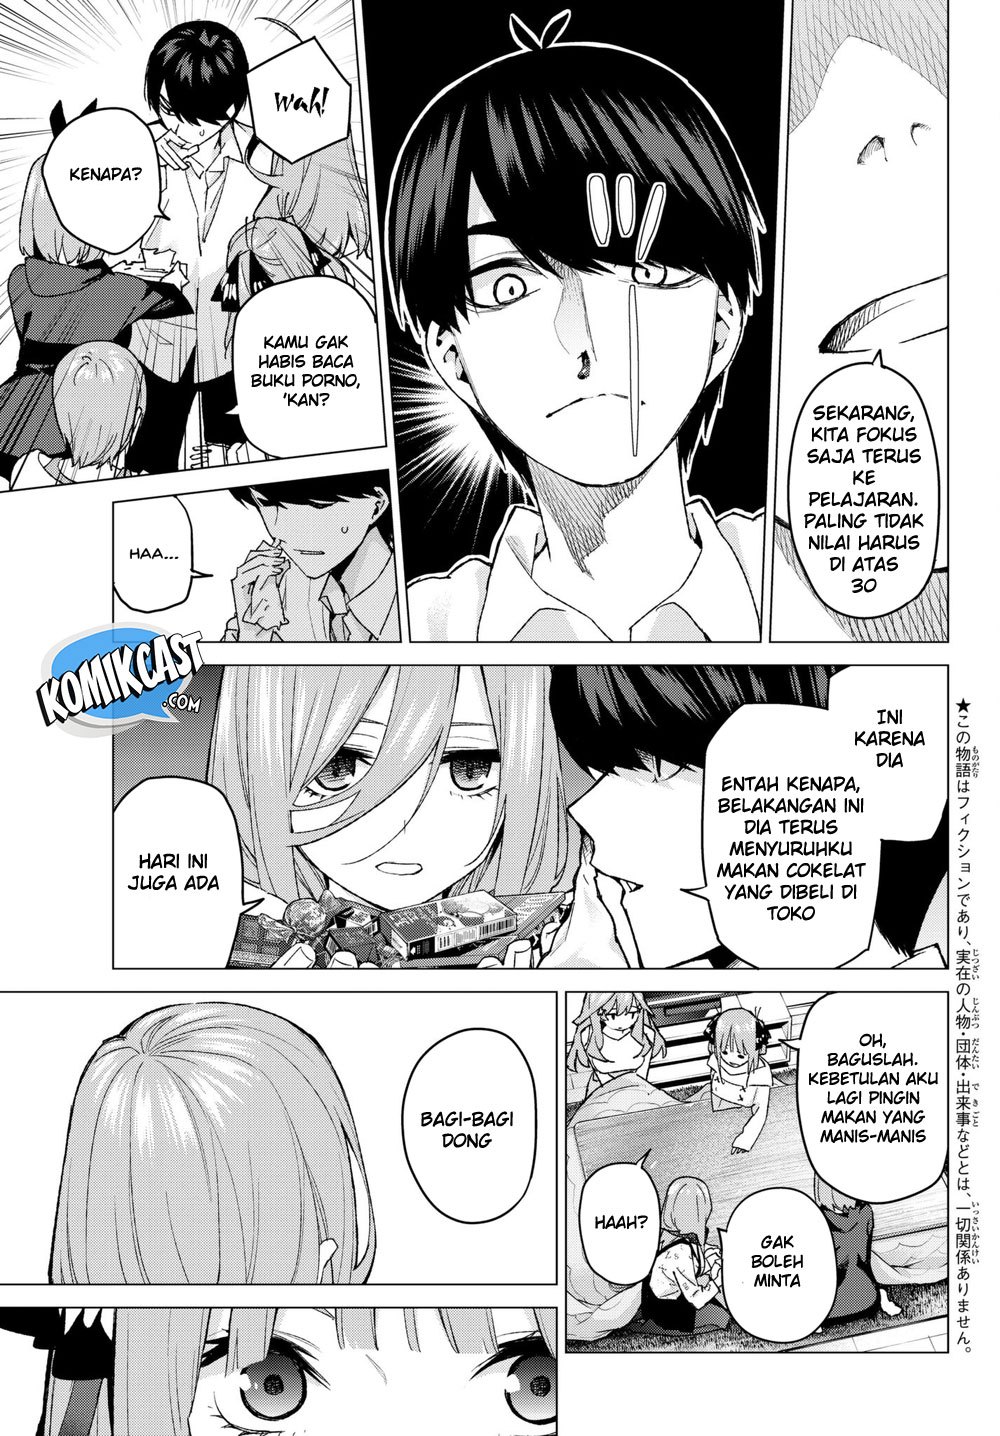 SEKARANG,
KITA FOKUS
SAJA TERUS
KE
PELAJARAN.
PALING TIDAK
NILAI HARUS
DI ATAS
30
Wah!
KENAPA?
KAMU GAK
HABIS BACA
BUKU PORNO,
'KAN?
HAA...
KOMIKCAST
.COM
INI
KARENA
DIA
ENTAH KENAPA,
BELAKANGAN INI
DIA TERUS
MENYURUHKU
MAKAN COKELAT
YANG DIBELI DI
TOKO
HARI INI
JUGA ADA
OH,
BAGUSLAH.
KEBETULAN AKU
LAGI PINGIN
MAKAN YANG
MANIS-MANIS
HAAH?
GAK
BOLEH
MINTA
BAGI-BAGI
DONG
★この物語はフィクションであり、実在の人物・団体・出来事などとは、一切関係ありません。